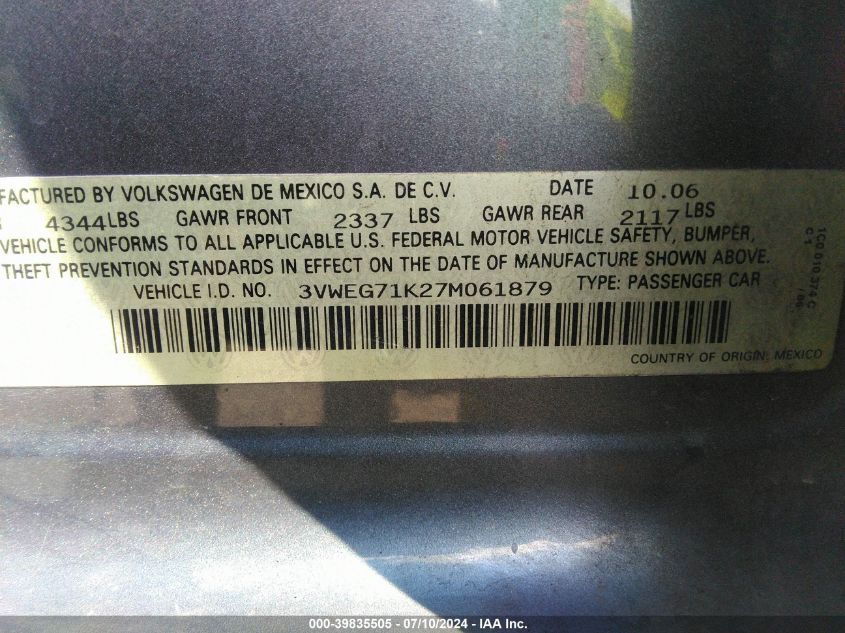 FACTURED BY VOLKSWAGEN DE MEXICO S.A. DE C.V. DATE 10.06
4344LBS GAWR FRONT 2337 LBS GAWR REAR 2117 LBS
VEHICLE CONFORMS TO ALL APPLICABLE U.S. FEDERAL MOTOR VEHICLE SAFETY, BUMPER,
THEFT PREVENTION STANDARDS IN EFFECT ON THE DATE OF MANUFACTURE SHOWN ABOVE.
VEHICLE I.D. NO. 3VWEG71K27M061879 TYPE: PASSENGER CAR
COUNTRY OF ORIGIN: MEXICO
1C0 010 374 C
000-39835505 - 07/10/2024 - IAA Inc.